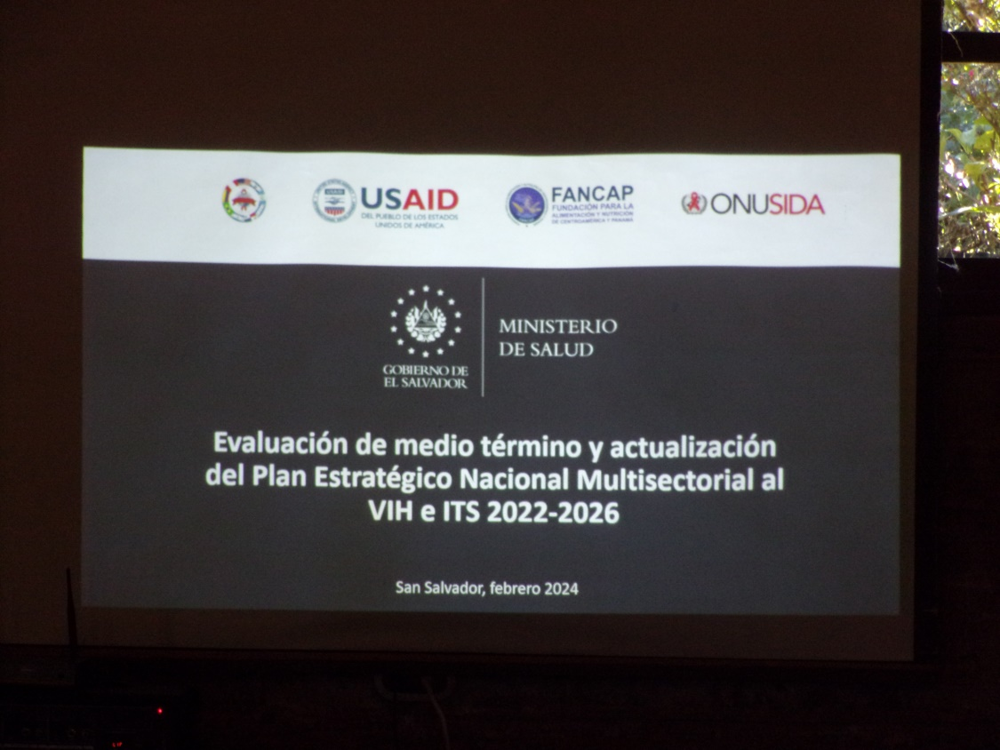 USAID
DEL PUEBLO DE LOS ESTADOS
UNIDOS DE AMÉRICA
FANCAP
FUNDACIÓN PARA LA
ALIMENTACIÓN Y NUTRICIÓN
DE CENTROAMÉRICA Y PANAMÁ
ONUSIDA
GOBIERNO DE
EL SALVADOR
MINISTERIO
DE SALUD
Evaluación de medio término y actualización
del Plan Estratégico Nacional Multisectorial al
VIH e ITS 2022-2026
San Salvador, febrero 2024